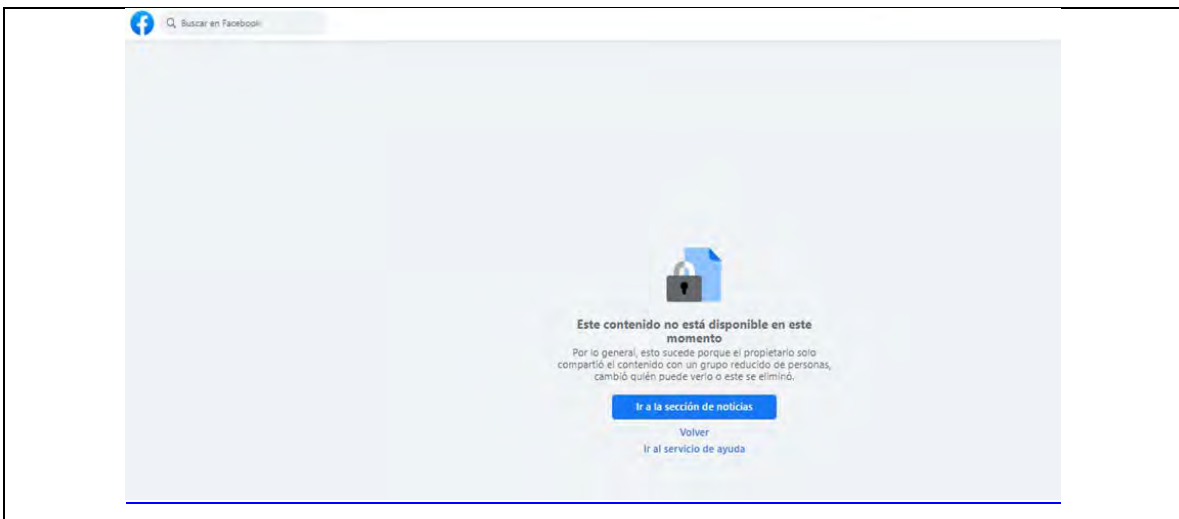 Buscar en Facebook
Este contenido no está disponible en este
momento
Por lo general, esto sucede porque el propietario solo
compartió el contenido con un grupo reducido de personas,
cambió quién puede verlo o este se eliminó.
Ir a la sección de noticias
Volver
Ir al servicio de ayuda